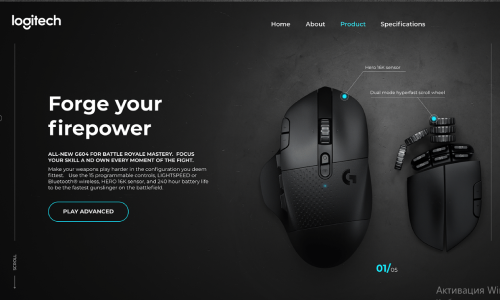 logitech
Home About Product Specifications
Hero 16K sensor
Dual mode hyperfast scroll wheel
Forge your
firepower
ALL-NEW G604 FOR BATTLE ROYALE MASTERY. FOCUS
YOUR SKILL A ND OWN EVERY MOMENT OF THE FIGHT.
Make your weapons play harder in the configuration you deem
fittest. Use the 15 programmable controls, LIGHTSPEED or
Bluetooth® wireless, HERO 16K sensor, and 240 hour battery life
to be the fastest gunslinger on the battlefield.
PLAY ADVANCED
SCROLL
01/05
Активация Wi